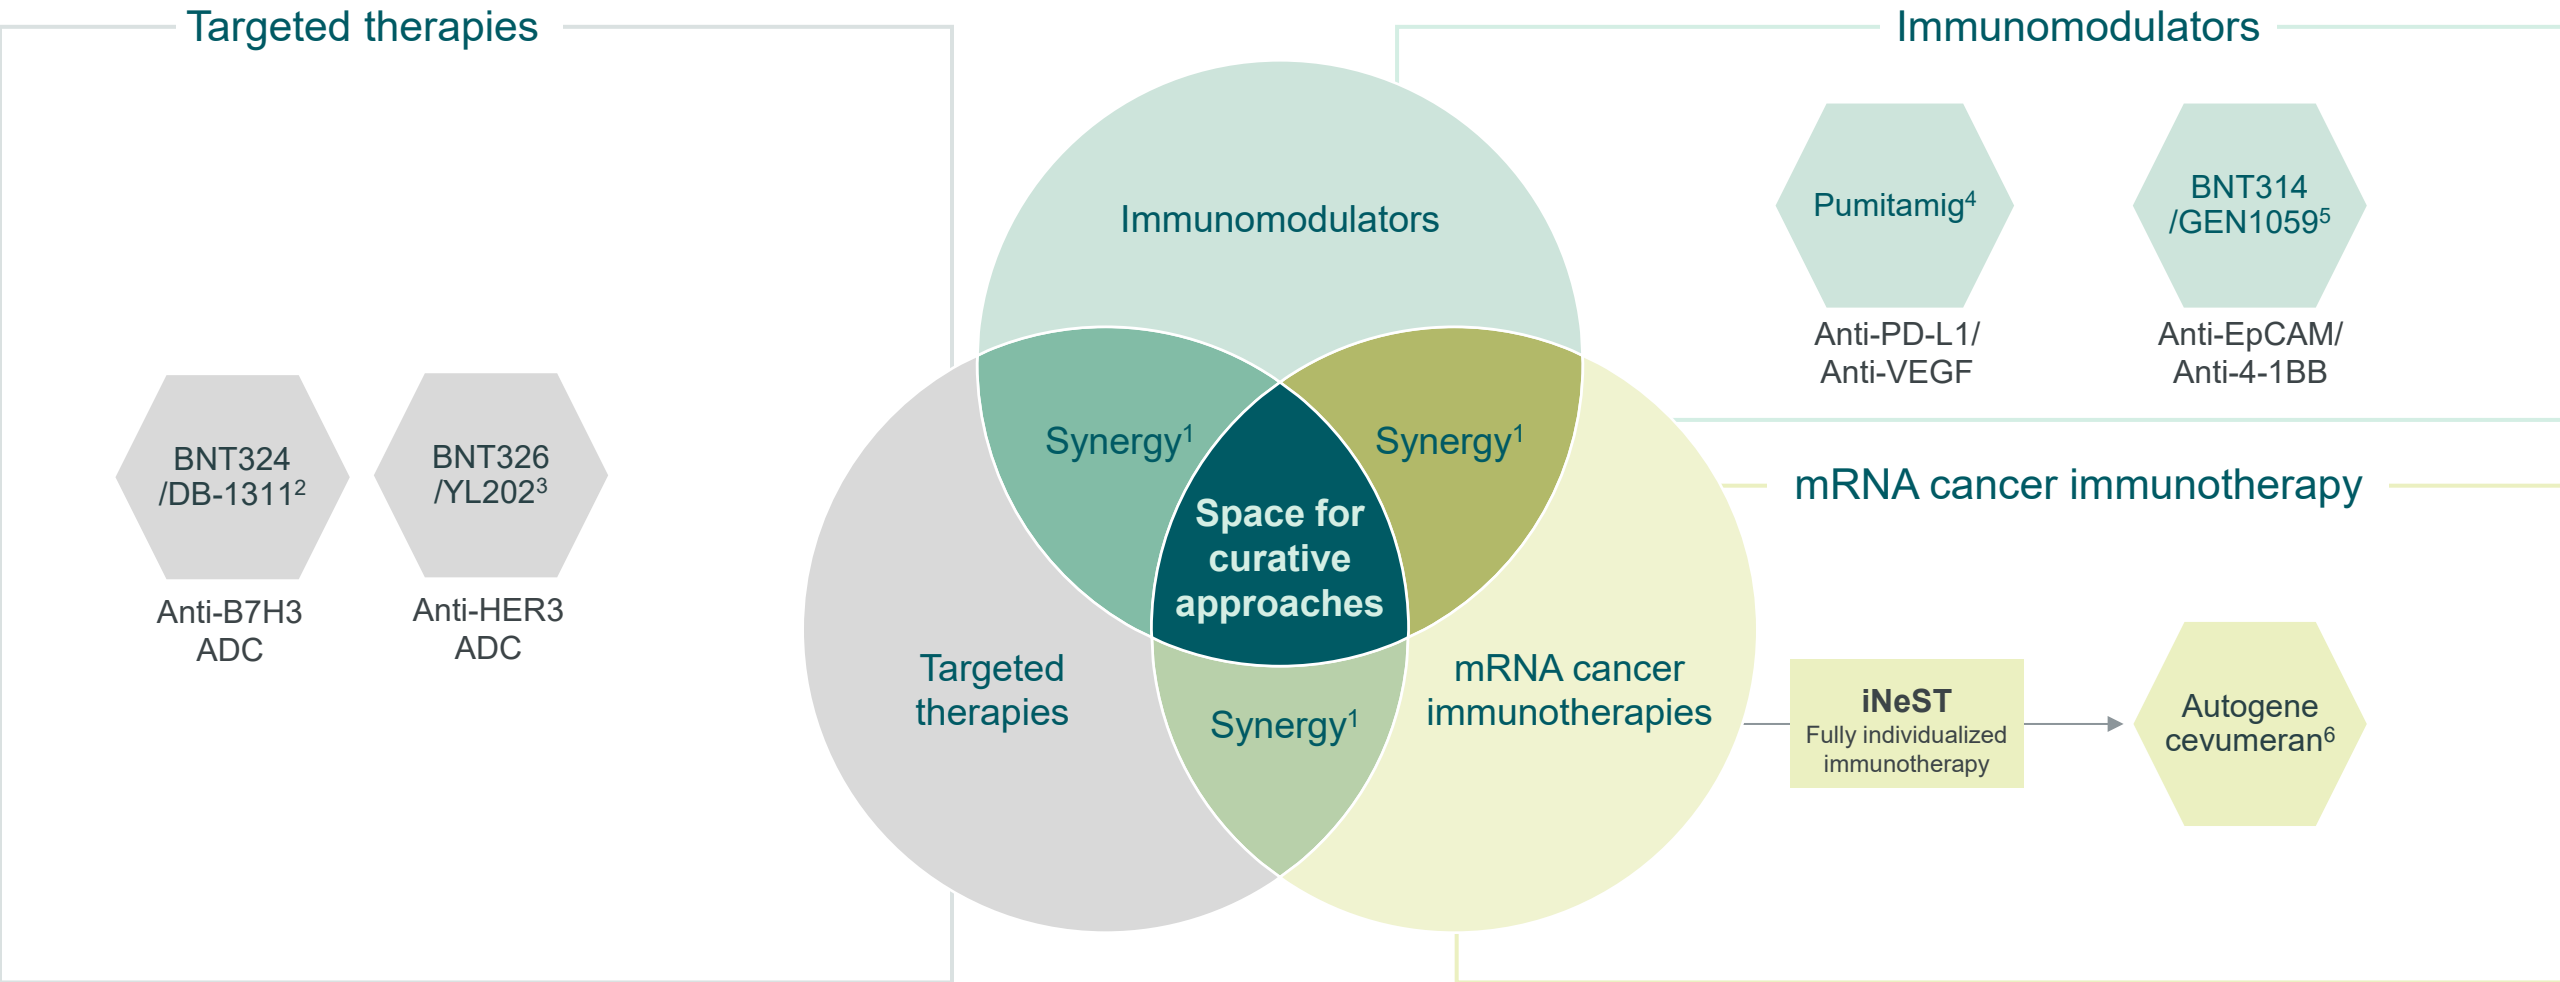 Targeted therapies
BNT324
/DB-1311²
Anti-B7H3
ADC
BNT326
/YL202³
Anti-HER3
ADC
Immunomodulators
Synergy¹
Synergy¹
Space for
curative
approaches
Targeted
therapies
Synergy¹
mRNA cancer
immunotherapies
Immunomodulators
Pumitamig⁴
Anti-PD-L1/
Anti-VEGF
BNT314
/GEN1059⁵
Anti-EpCAM/
Anti-4-1BB
mRNA cancer immunotherapy
iNeST
Fully individualized
immunotherapy
Autogene
cevumeran⁶